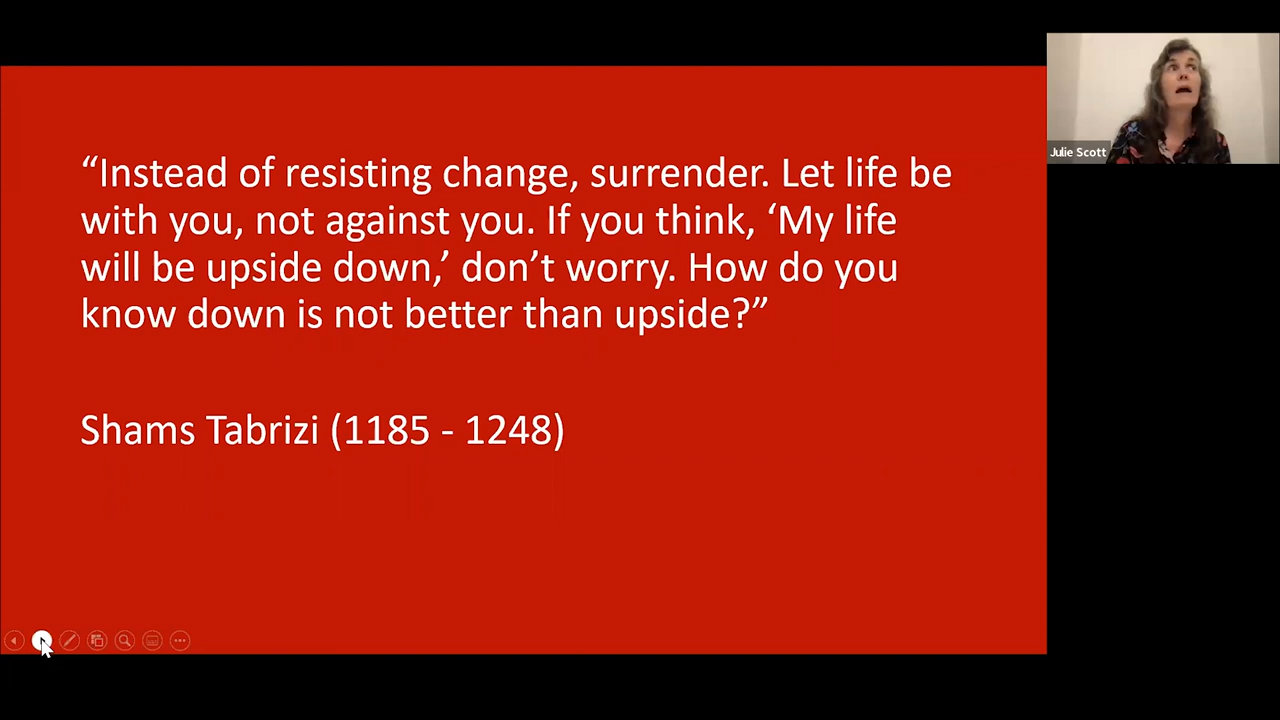 “Instead of resisting change, surrender. Let life be
with you, not against you. If you think, ‘My life
will be upside down,’ don’t worry. How do you
know down is not better than upside?”
Shams Tabrizi (1185 - 1248)
Julie Scott